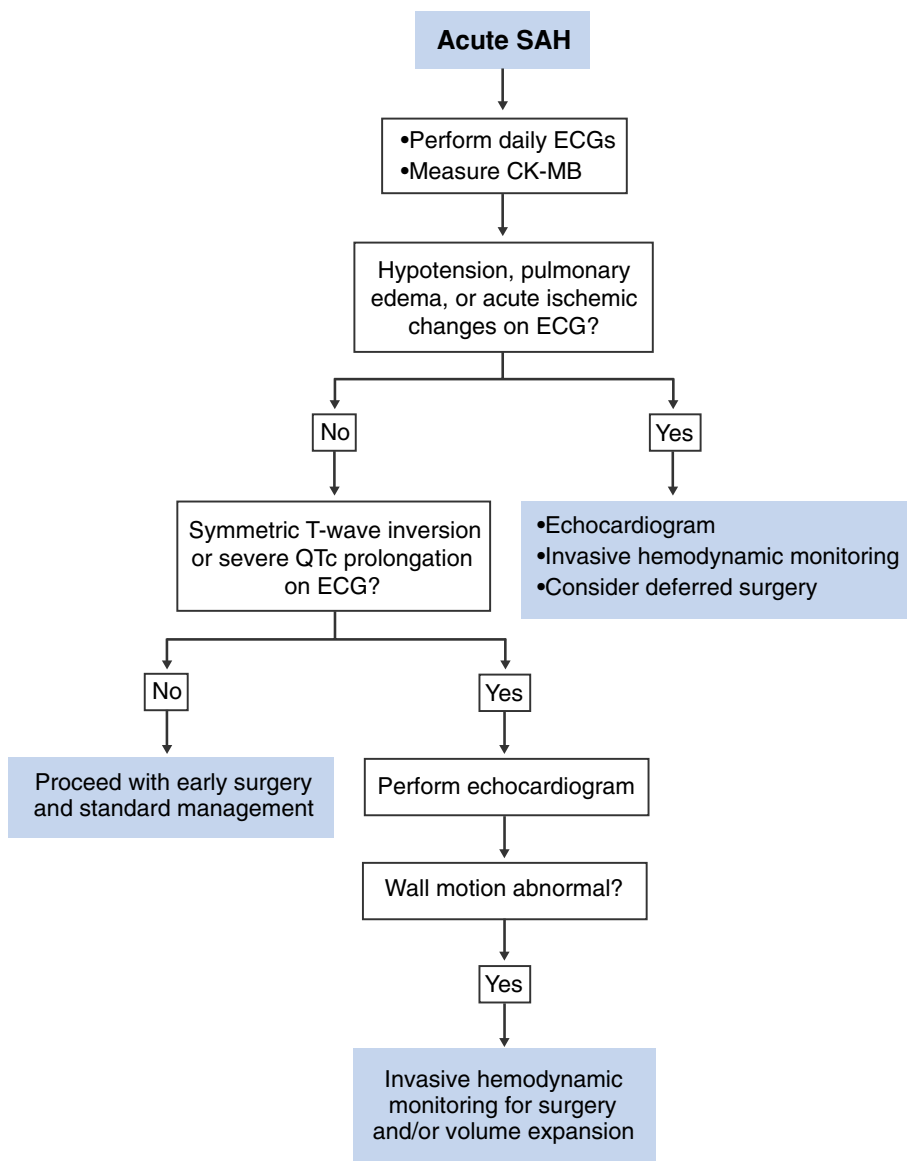 Acute SAH
•Perform daily ECGs
•Measure CK-MB
Hypotension, pulmonary
edema, or acute ischemic
changes on ECG?
No
Yes
Symmetric T-wave inversion
or severe QTc prolongation
on ECG?
•Echocardiogram
•Invasive hemodynamic monitoring
•Consider deferred surgery
No
Yes
Proceed with early surgery
and standard management
Perform echocardiogram
Wall motion abnormal?
Yes
Invasive hemodynamic
monitoring for surgery
and/or volume expansion